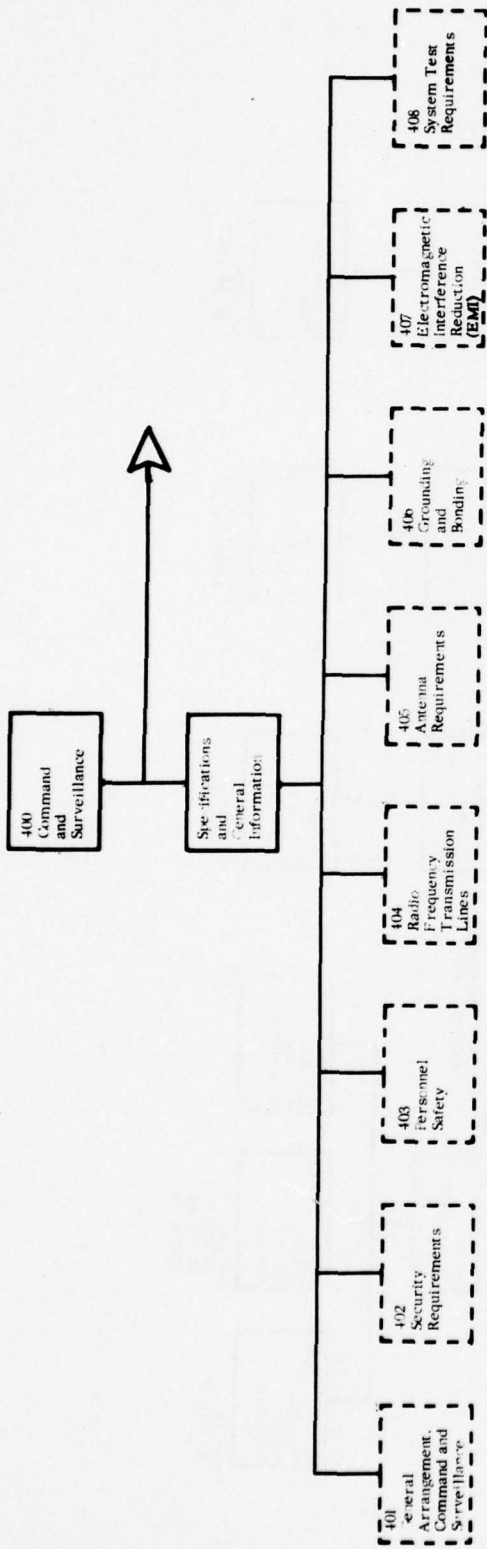 400
Command
and
Surveillance
Specifications
and
General
Information
401
General
Arrangement,
Command and
Surveillance
402
Security
Requirements
403
Personnel
Safety
404
Radio
Frequency
Transmission
Lines
405
Antenna
Requirements
406
Grounding
and
Bonding
407
Electromagnetic
Interference
Reduction
(EMI)
408
System Test
Requirements